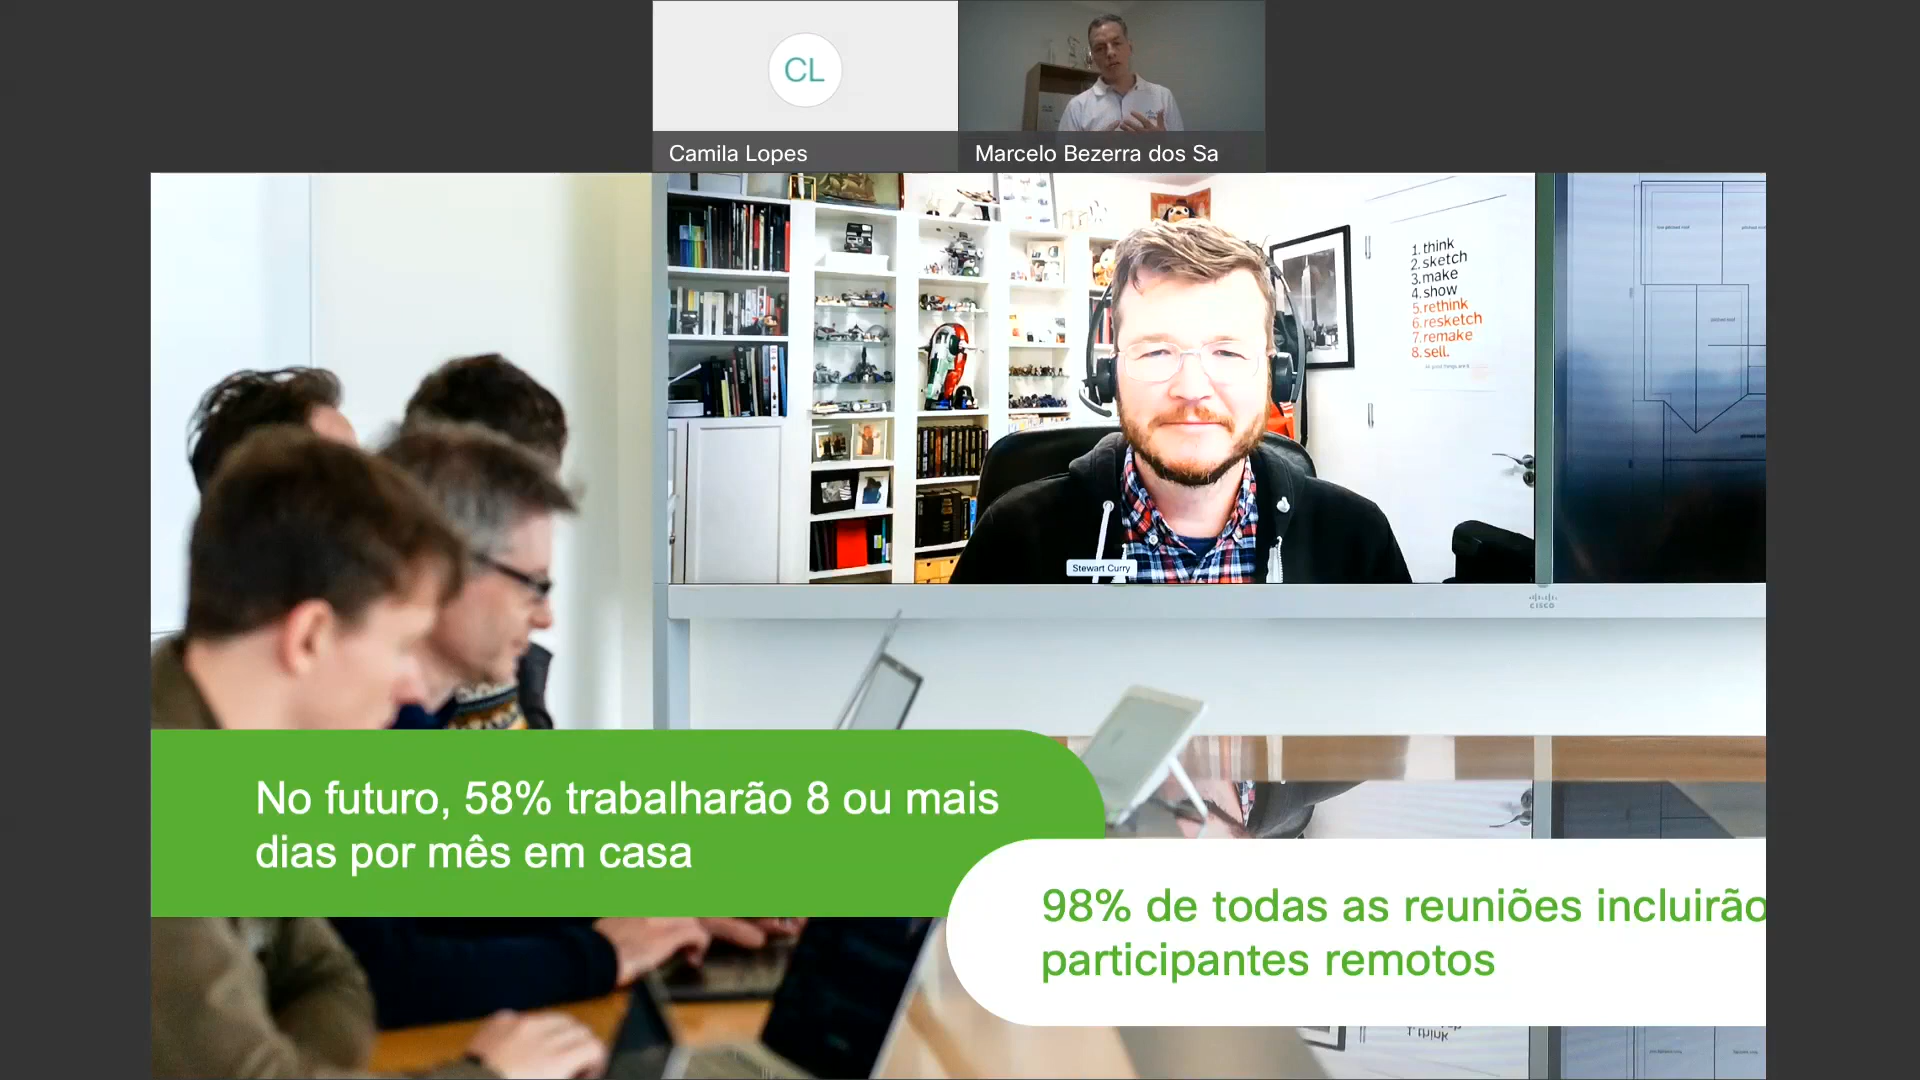 CL
Camila Lopes
Marcelo Bezerra dos Sa
1. think
2. sketch
3. make
4. show
5. rethink
6. resketch
7. remake
8. sell.
Stewart Curry
CISCO
No futuro, 58% trabalharão 8 ou mais
dias por mês em casa
98% de todas as reuniões incluirão
participantes remotos